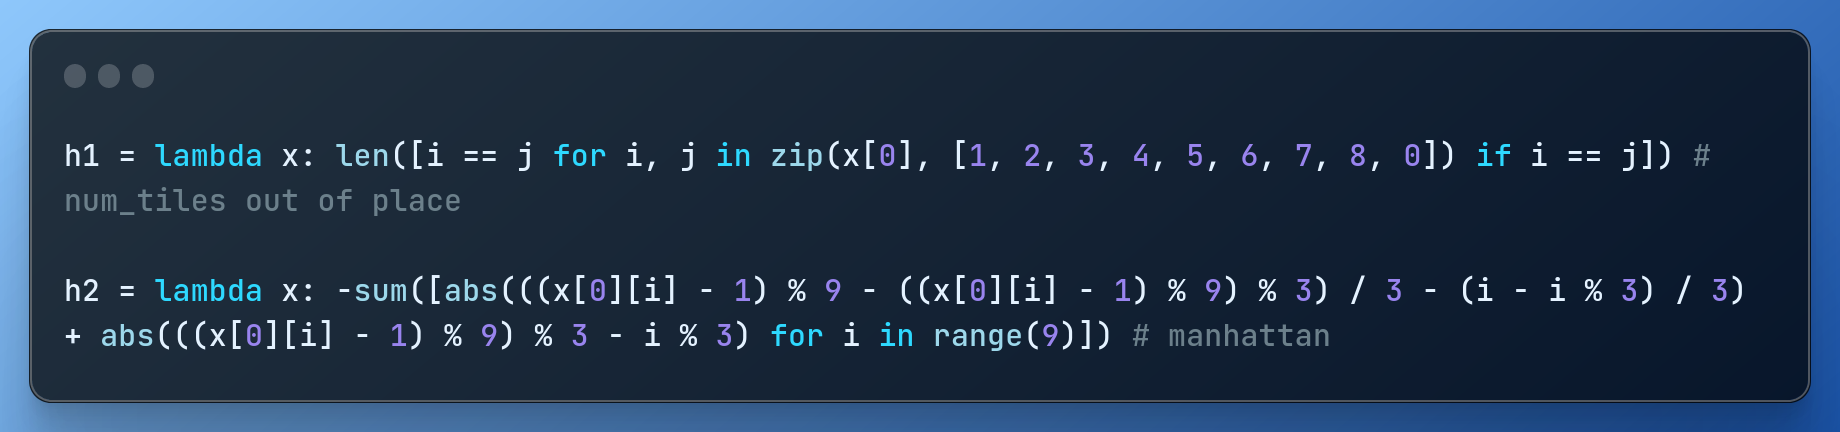 h1 = lambda x: len([i == j for i, j in zip(x[0], [1, 2, 3, 4, 5, 6, 7, 8, 0]) if i == j]) #
num_tiles out of place
h2 = lambda x: -sum([abs(((x[0][i] - 1) % 9 - ((x[0][i] - 1) % 9) % 3) / 3 - (i - i % 3) / 3)
+ abs(((x[0][i] - 1) % 9) % 3 - i % 3) for i in range(9)]) # manhattan